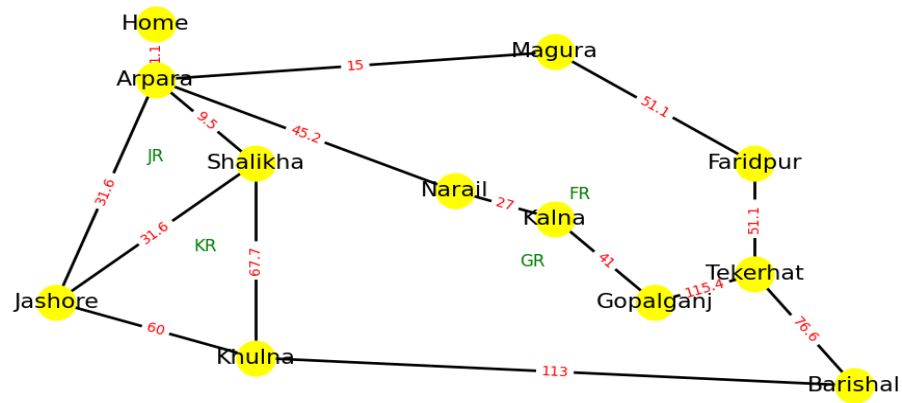 Home
1.1
Arpara
15
Magura
9.5
45.2
51.1
JR
Shalikha
Faridpur
31.6
Narail
27
FR
Kalna
31.6
KR
67.7
GR
41
51.1
Tekerhat
Jashore
Gopalganj
115.4
60
76.6
Khulna
113
Barishal